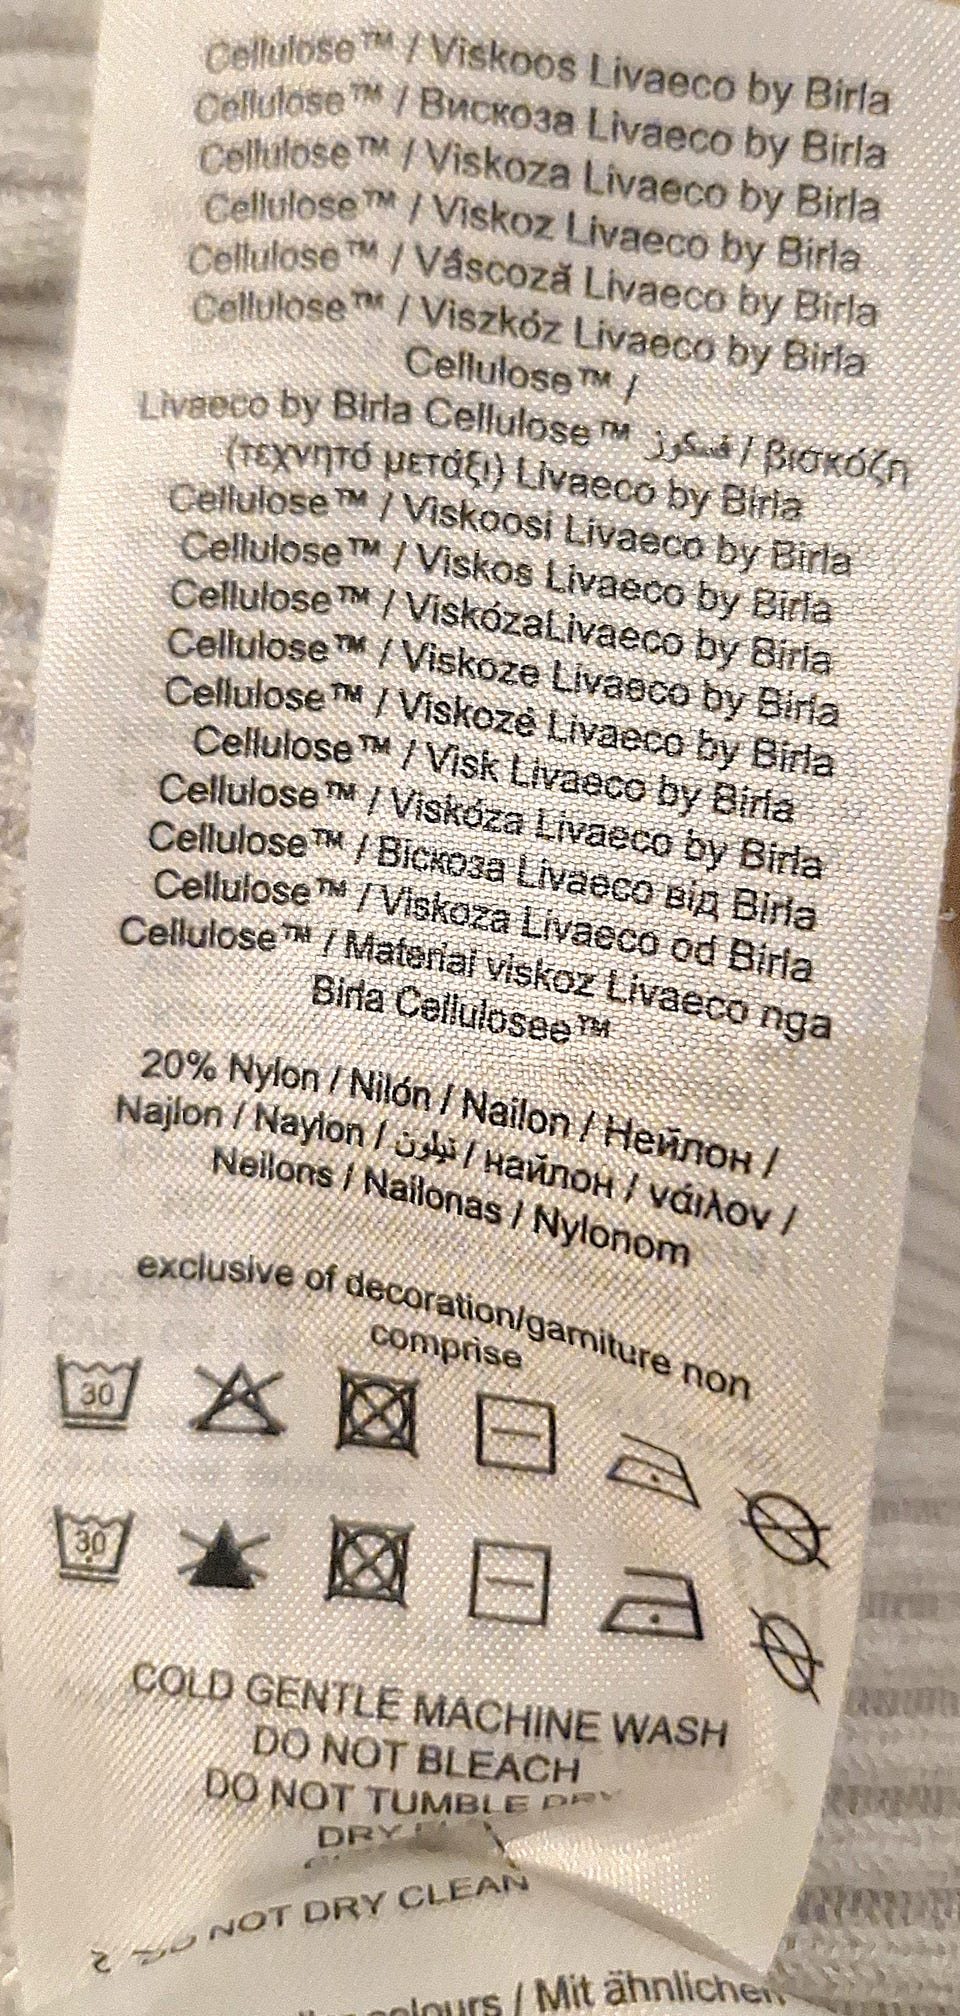 Cellulose™ / Viskoos Livaeco by Birla
Cellulose™ / Вискоза Livaeco by Birla
Cellulose™ / Viskoza Livaeco by Birla
Cellulose™ / Viskoz Livaeco by Birla
Cellulose™ / Vâscoză Livaeco by Birla
Cellulose™ / Viszkóz Livaeco by Birla
Cellulose™ /
Livaeco by Birla Cellulose™ فسكوز / βισκόζη
(τεχνητό μετάξι) Livaeco by Birla
Cellulose™ / Viskoosi Livaeco by Birla
Cellulose™ / Viskos Livaeco by Birla
Cellulose™ / ViskózaLivaeco by Birla
Cellulose™ / Viskoze Livaeco by Birla
Cellulose™ / Viskozė Livaeco by Birla
Cellulose™ / Visk Livaeco by Birla
Cellulose™ / Viskóza Livaeco by Birla
Cellulose™ / Віскоза Livaeco від Birla
Cellulose™ / Viskoza Livaeco od Birla
Cellulose™ / Material viskoz Livaeco nga
Birla Cellulosee™
20% Nylon / Nilón / Nailon / Нейлон /
Najlon / Naylon / نيلون / найлон / νάιλον /
Neilons / Nailonas / Nylonom
exclusive of decoration/garniture non
comprise
30
30
COLD GENTLE MACHINE WASH
DO NOT BLEACH
DO NOT TUMBLE DRY
DRY
NOT DRY CLEAN
colours / Mit ähnlichen